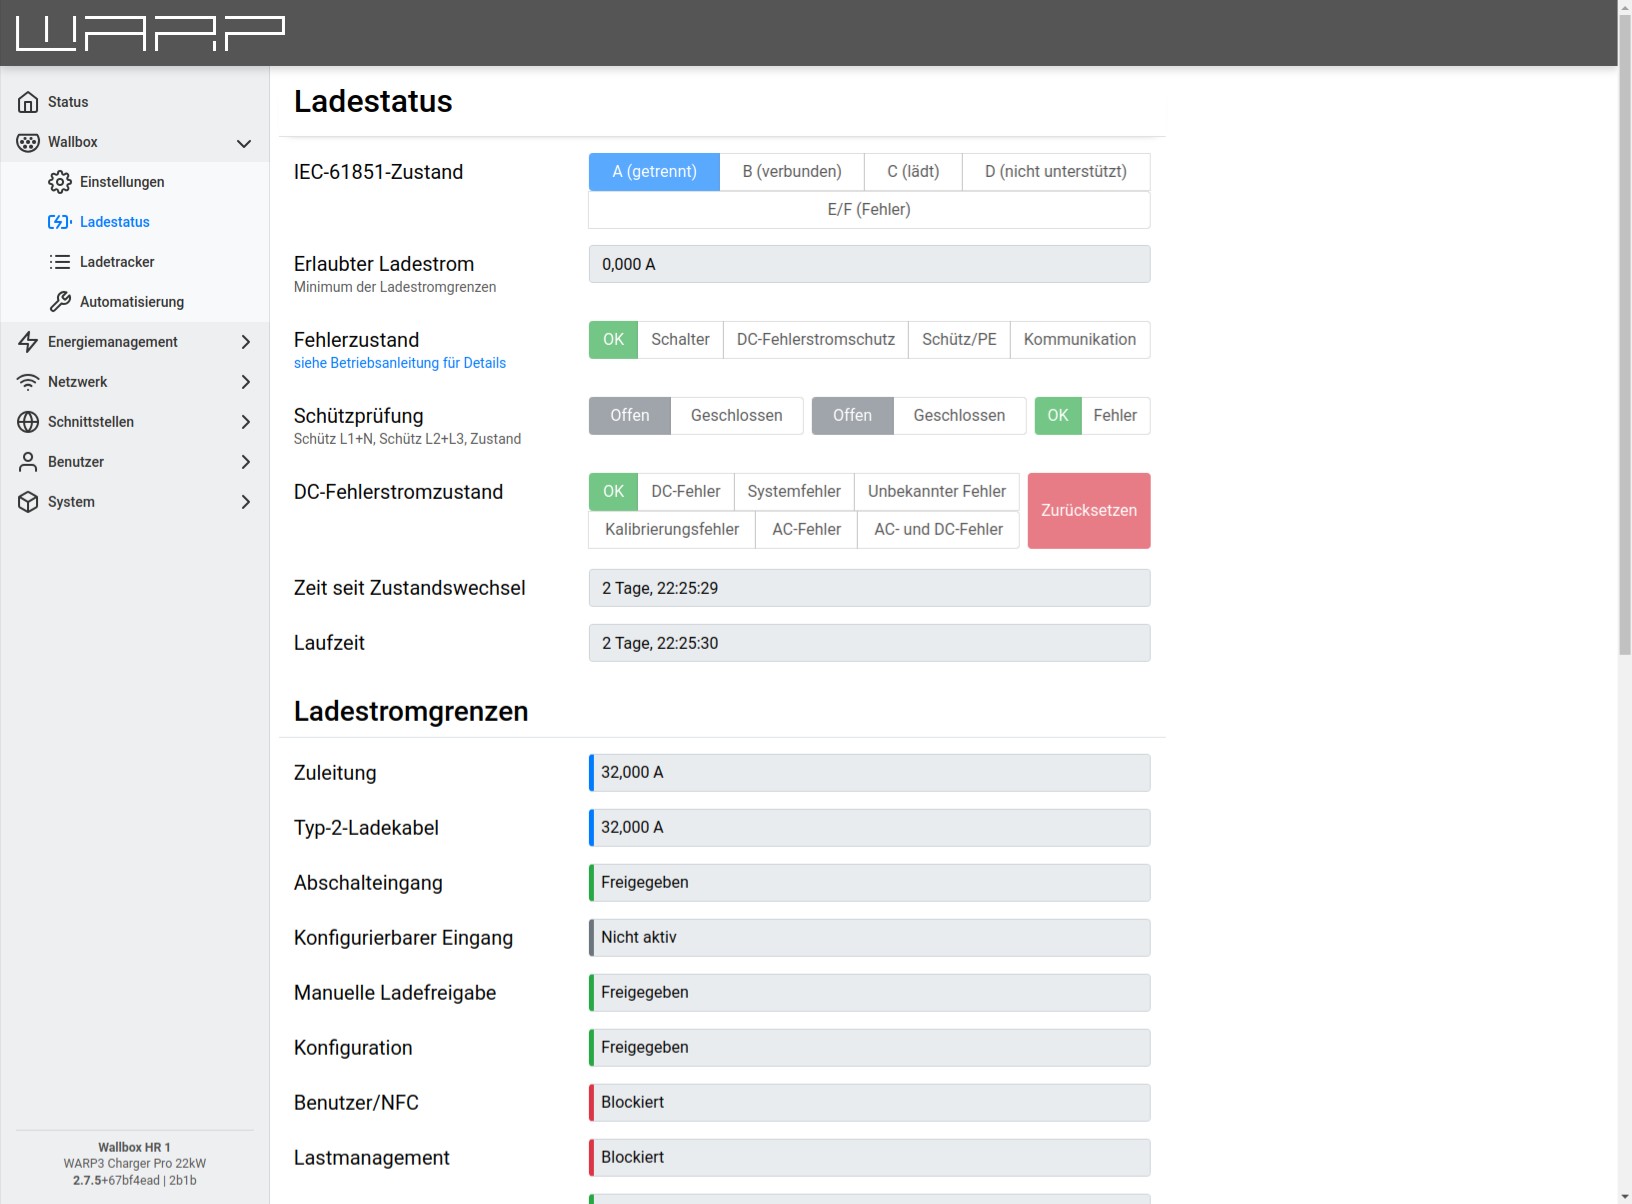 WARP
Status
Wallbox
Einstellungen
Ladestatus
Ladetracker
Automatisierung
Energiemanagement
Netzwerk
Schnittstellen
Benutzer
System
Wallbox HR 1
WARP3 Charger Pro 22kW
2.7.5+67bf4ead | 2b1b
Ladestatus
IEC-61851-Zustand
A (getrennt) B (verbunden) C (lädt) D (nicht unterstützt)
E/F (Fehler)
Erlaubter Ladestrom
Minimum der Ladestromgrenzen
0,000 A
Fehlerzustand
siehe Betriebsanleitung für Details
OK Schalter DC-Fehlerstromschutz Schütz/PE Kommunikation
Schützprüfung
Schütz L1+N, Schütz L2+L3, Zustand
Offen Geschlossen Offen Geschlossen OK Fehler
DC-Fehlerstromzustand
OK DC-Fehler Systemfehler Unbekannter Fehler
Kalibrierungsfehler AC-Fehler AC- und DC-Fehler
Zurücksetzen
Zeit seit Zustandswechsel
2 Tage, 22:25:29
Laufzeit
2 Tage, 22:25:30
Ladestromgrenzen
Zuleitung
32,000 A
Typ-2-Ladekabel
32,000 A
Abschalteingang
Freigegeben
Konfigurierbarer Eingang
Nicht aktiv
Manuelle Ladefreigabe
Freigegeben
Konfiguration
Freigegeben
Benutzer/NFC
Blockiert
Lastmanagement
Blockiert